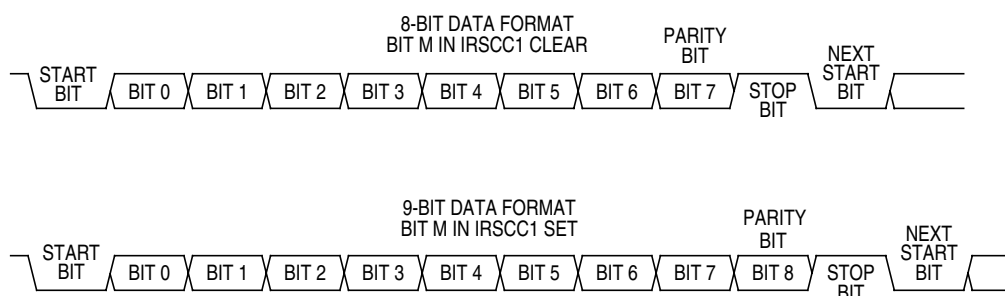 8-BIT DATA FORMAT
BIT M IN IRSCC1 CLEAR
PARITY
BIT
START
BIT
BIT 0
BIT 1
BIT 2
BIT 3
BIT 4
BIT 5
BIT 6
BIT 7
STOP
BIT
NEXT
START
BIT
9-BIT DATA FORMAT
BIT M IN IRSCC1 SET
PARITY
BIT
START
BIT
BIT 0
BIT 1
BIT 2
BIT 3
BIT 4
BIT 5
BIT 6
BIT 7
BIT 8
STOP
BIT
NEXT
START
BIT